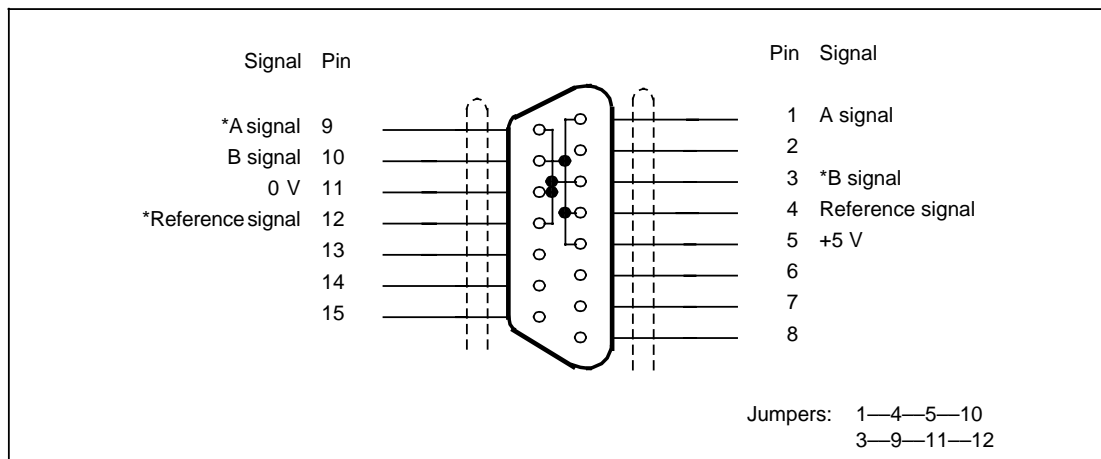 Signal Pin
*A signal 9
B signal 10
0 V 11
*Reference signal 12
13
14
15
Pin Signal
1 A signal
2
3 *B signal
4 Reference signal
5 +5 V
6
7
8
Jumpers: 1—4—5—10
3—9—11—12